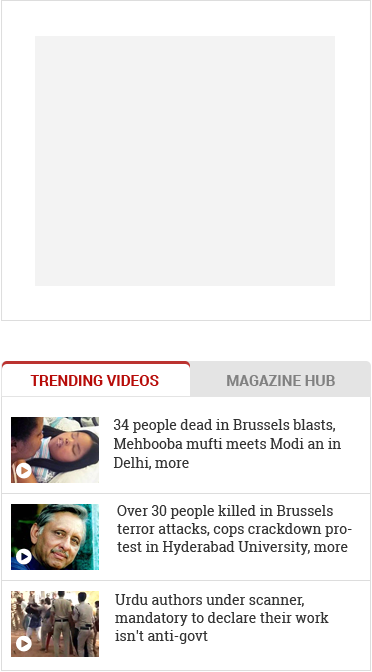 TRENDING VIDEOS
MAGAZINE HUB
34 people dead in Brussels blasts,
Mehbooba mufti meets Modi an in
Delhi, more
Over 30 people killed in Brussels
terror attacks, cops crackdown pro-
test in Hyderabad University, more
Urdu authors under scanner,
mandatory to declare their work
isn't anti-govt